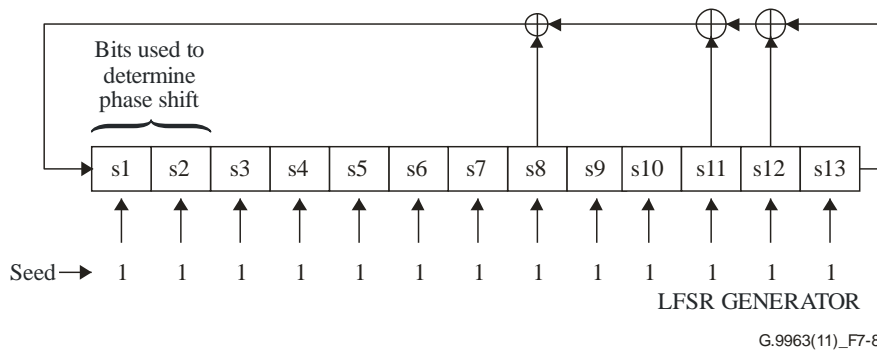 Bits used to
determine
phase shift
s1 s2 s3 s4 s5 s6 s7 s8 s9 s10 s11 s12 s13
Seed 1 1 1 1 1 1 1 1 1 1 1 1 1
LFSR GENERATOR
G.9963(11)_F7-8